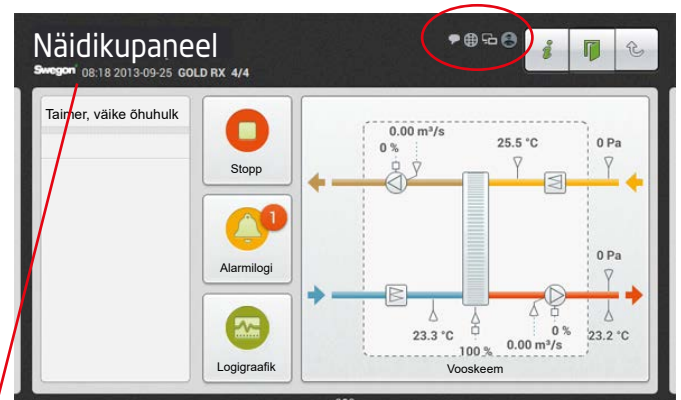 Näidikupaneel
Swegon 08:18 2013-09-25 GOLD RX 4/4
i
Taimer, väike õhuhulk
Stopp
1
Alarmilogi
Logigraafik
0.00 m³/s
0 %
25.5 °C
0 Pa
0 Pa
23.3 °C
100 %
0.00 m³/s
0 %
23.2 °C
Vooskeem